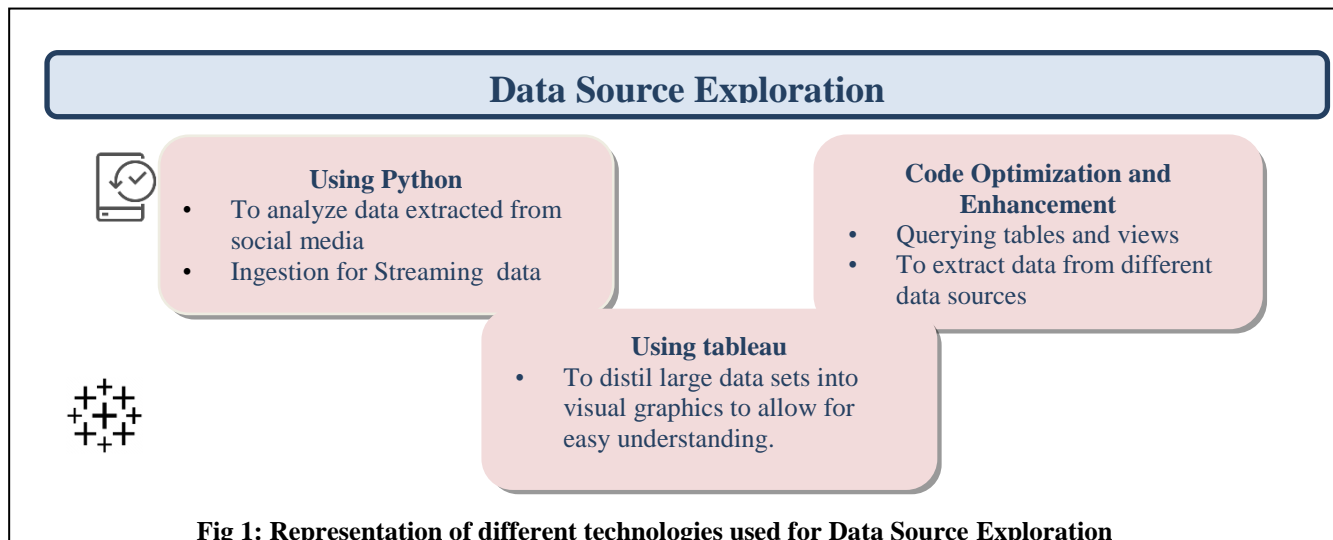 Data Source Exploration
Using Python
• To analyze data extracted from
social media
• Ingestion for Streaming data
Code Optimization and
Enhancement
• Querying tables and views
• To extract data from different
data sources
Using tableau
• To distil large data sets into
visual graphics to allow for
easy understanding.
Fig 1: Representation of different technologies used for Data Source Exploration